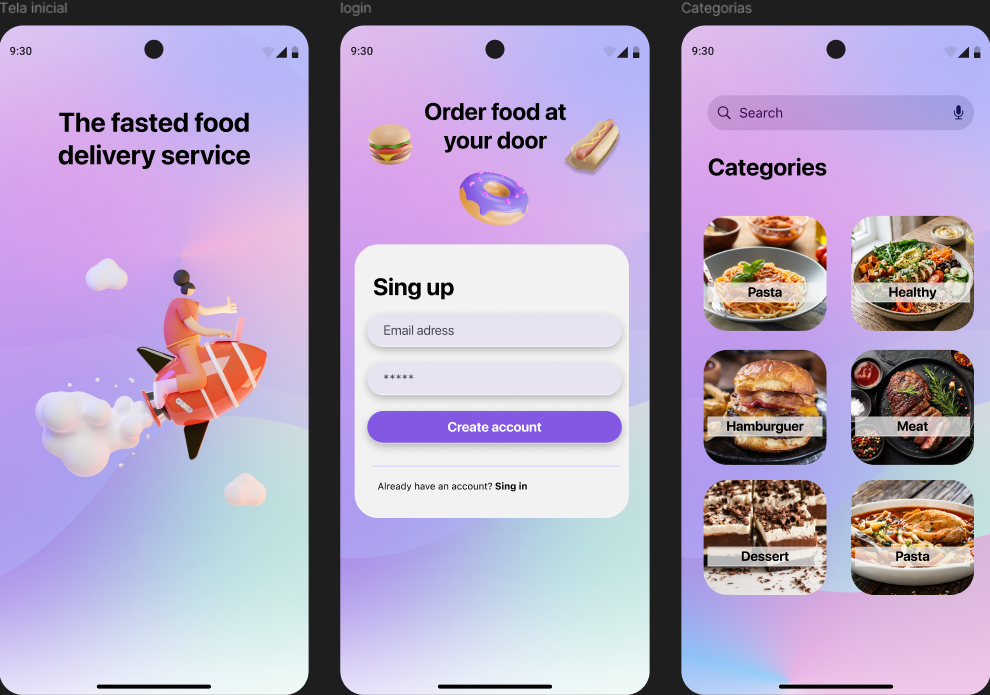 Tela inicial
9:30
The fasted food
delivery service
login
9:30
Order food at
your door
Sing up
Email adress
*****
Create account
Already have an account? Sing in
Categorias
9:30
Search
Categories
Pasta
Healthy
Hamburguer
Meat
Dessert
Pasta